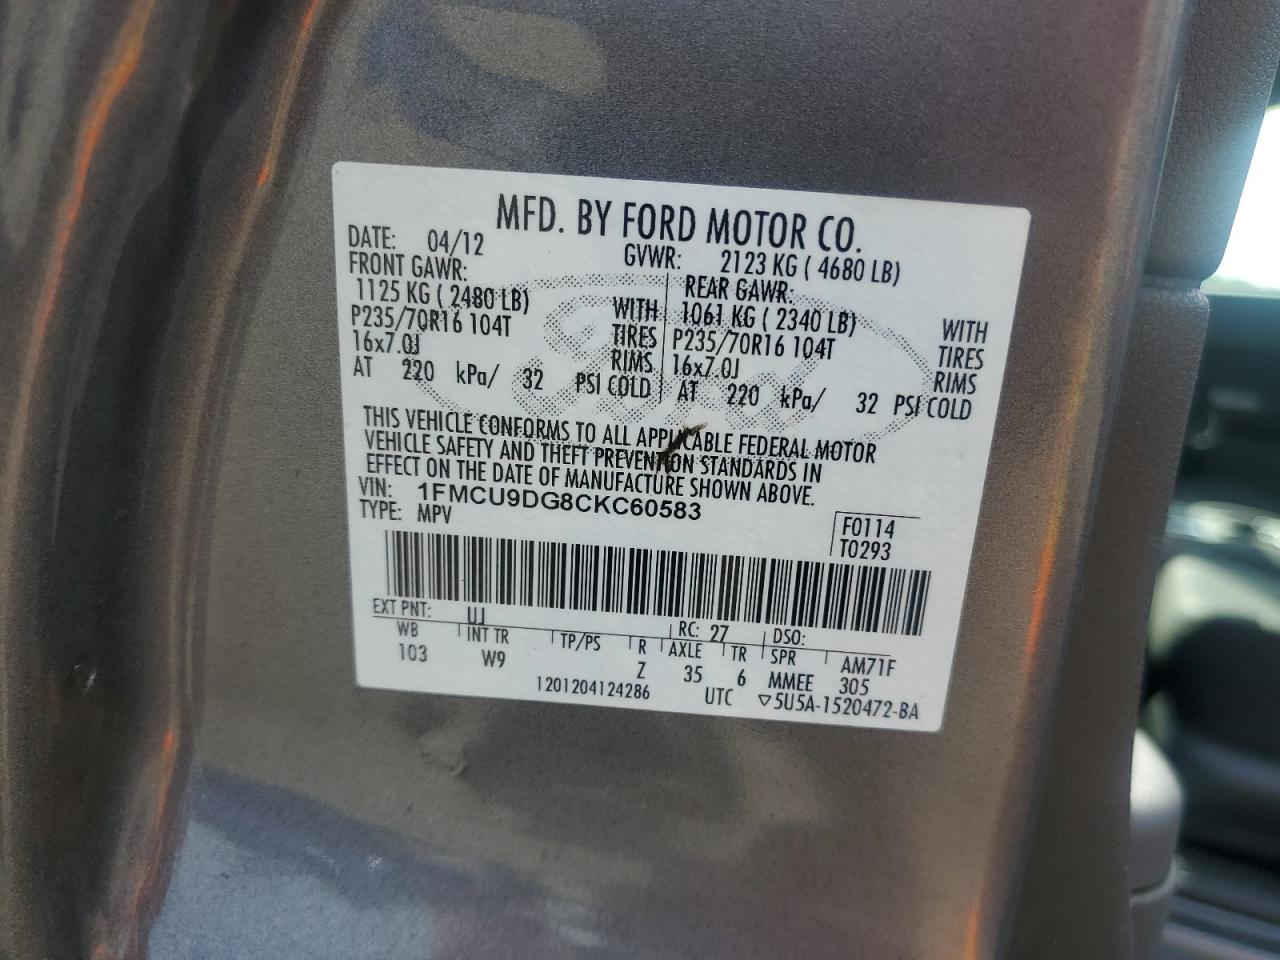 MFD. BY FORD MOTOR CO.
DATE: 04/12 GVWR: 2123 KG ( 4680 LB)
FRONT GAWR: REAR GAWR:
1125 KG ( 2480 LB) WITH 1061 KG ( 2340 LB) WITH
P235/70R16 104T TIRES P235/70R16 104T TIRES
16x7.0J RIMS 16x7.0J RIMS
AT 220 kPa/ 32 PSI COLD AT 220 kPa/ 32 PSI COLD
THIS VEHICLE CONFORMS TO ALL APPLICABLE FEDERAL MOTOR
VEHICLE SAFETY AND THEFT PREVENTION STANDARDS IN
EFFECT ON THE DATE OF MANUFACTURE SHOWN ABOVE.
VIN: 1FMCU9DG8CKC60583
TYPE: MPV
F0114
T0293
EXT PNT: UJ RC: 27 DSO:
WB INT TR TP/PS R AXLE TR SPR AM71F
103 W9 Z 35 6 MMEE 305
1201204124286 UTC ▽5U5A-1520472-BA
Ford